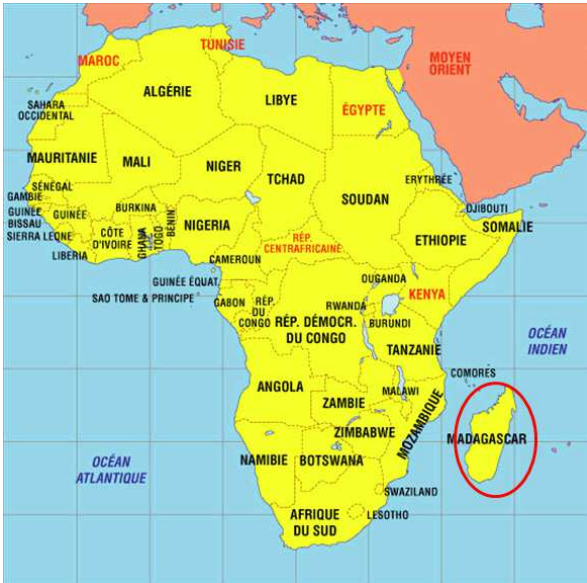 TUNISIE
MAROC
MOYEN
ORIENT
ALGÉRIE
LIBYE
ÉGYPTE
SAHARA
OCCIDENTAL
MAURITANIE
MALI
NIGER
TCHAD
SOUDAN
ERYTHRÉE
SÉNÉGAL
GAMBIE
GUINÉE
BISSAU
GUINÉE
SIERRA LEONE
LIBERIA
BURKINA
CÔTE
D'IVOIRE
GHANA
TOGO
BENIN
NIGERIA
DJIBOUTI
SOMALIE
ETHIOPIE
RÉP.
CENTRAFRICAINE
CAMEROUN
GUINÉE ÉQUAT.
SAO TOME & PRINCIPE
GABON
RÉP.
DU
CONGO
RÉP. DÉMOCR.
DU CONGO
OUGANDA
KENYA
RWANDA
BURUNDI
TANZANIE
OCÉAN
INDIEN
COMORES
ANGOLA
ZAMBIE
MALAWI
MOZAMBIQUE
MADAGASCAR
ZIMBABWE
NAMIBIE
BOTSWANA
OCÉAN
ATLANTIQUE
SWAZILAND
LESOTHO
AFRIQUE
DU SUD